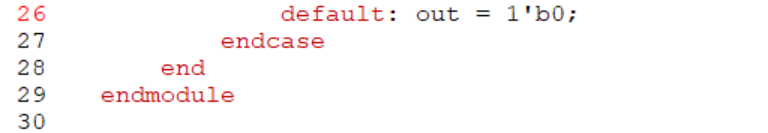 26                default: out = 1'b0;
27            endcase
28        end
29    endmodule
30